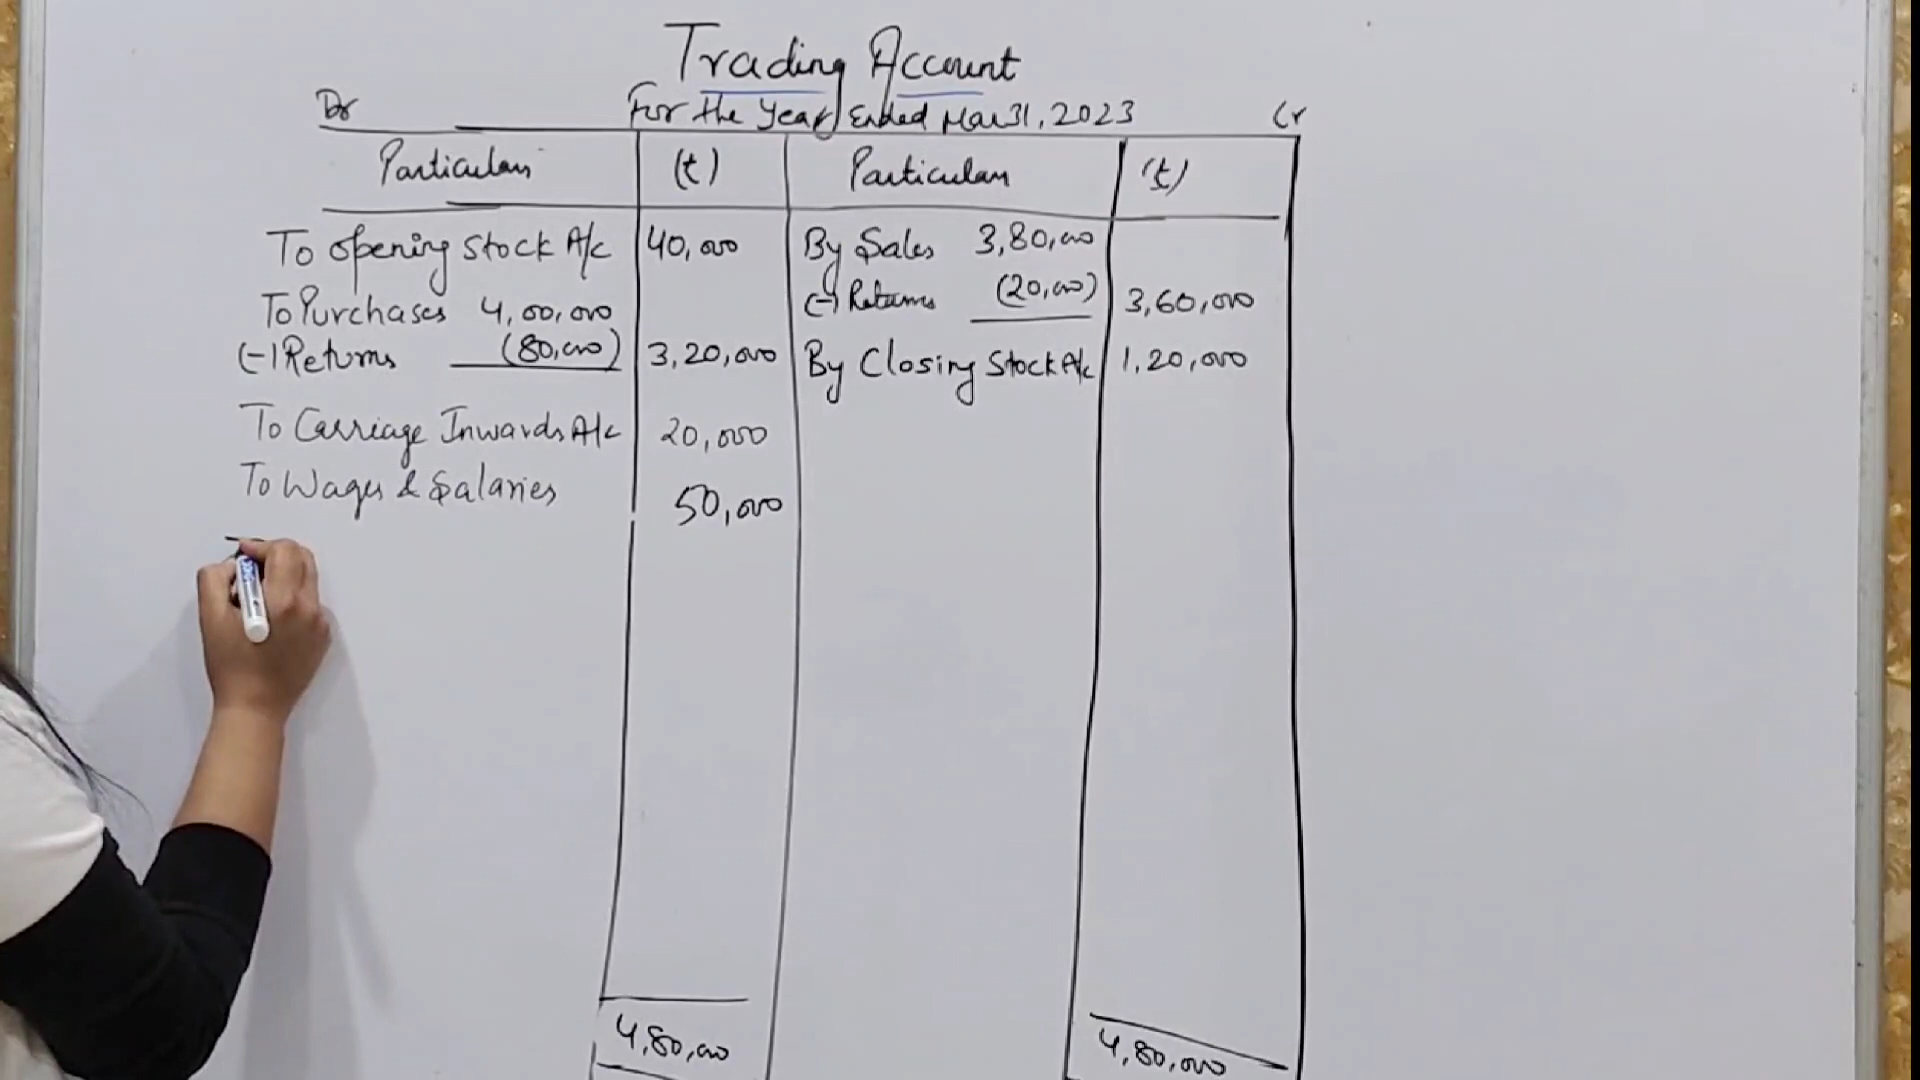 Trading Account
Dr For the Year Ended Mar 31, 2023 Cr
Particulars (₹) Particulars (₹)
To Opening Stock A/c 40,000 By Sales 3,80,000
(-) Returns (20,000) 3,60,000
To Purchases 4,00,000
(-) Returns (80,000) 3,20,000 By Closing Stock A/c 1,20,000
To Carriage Inwards A/c 20,000
To Wages & Salaries 50,000
4,80,000 4,80,000